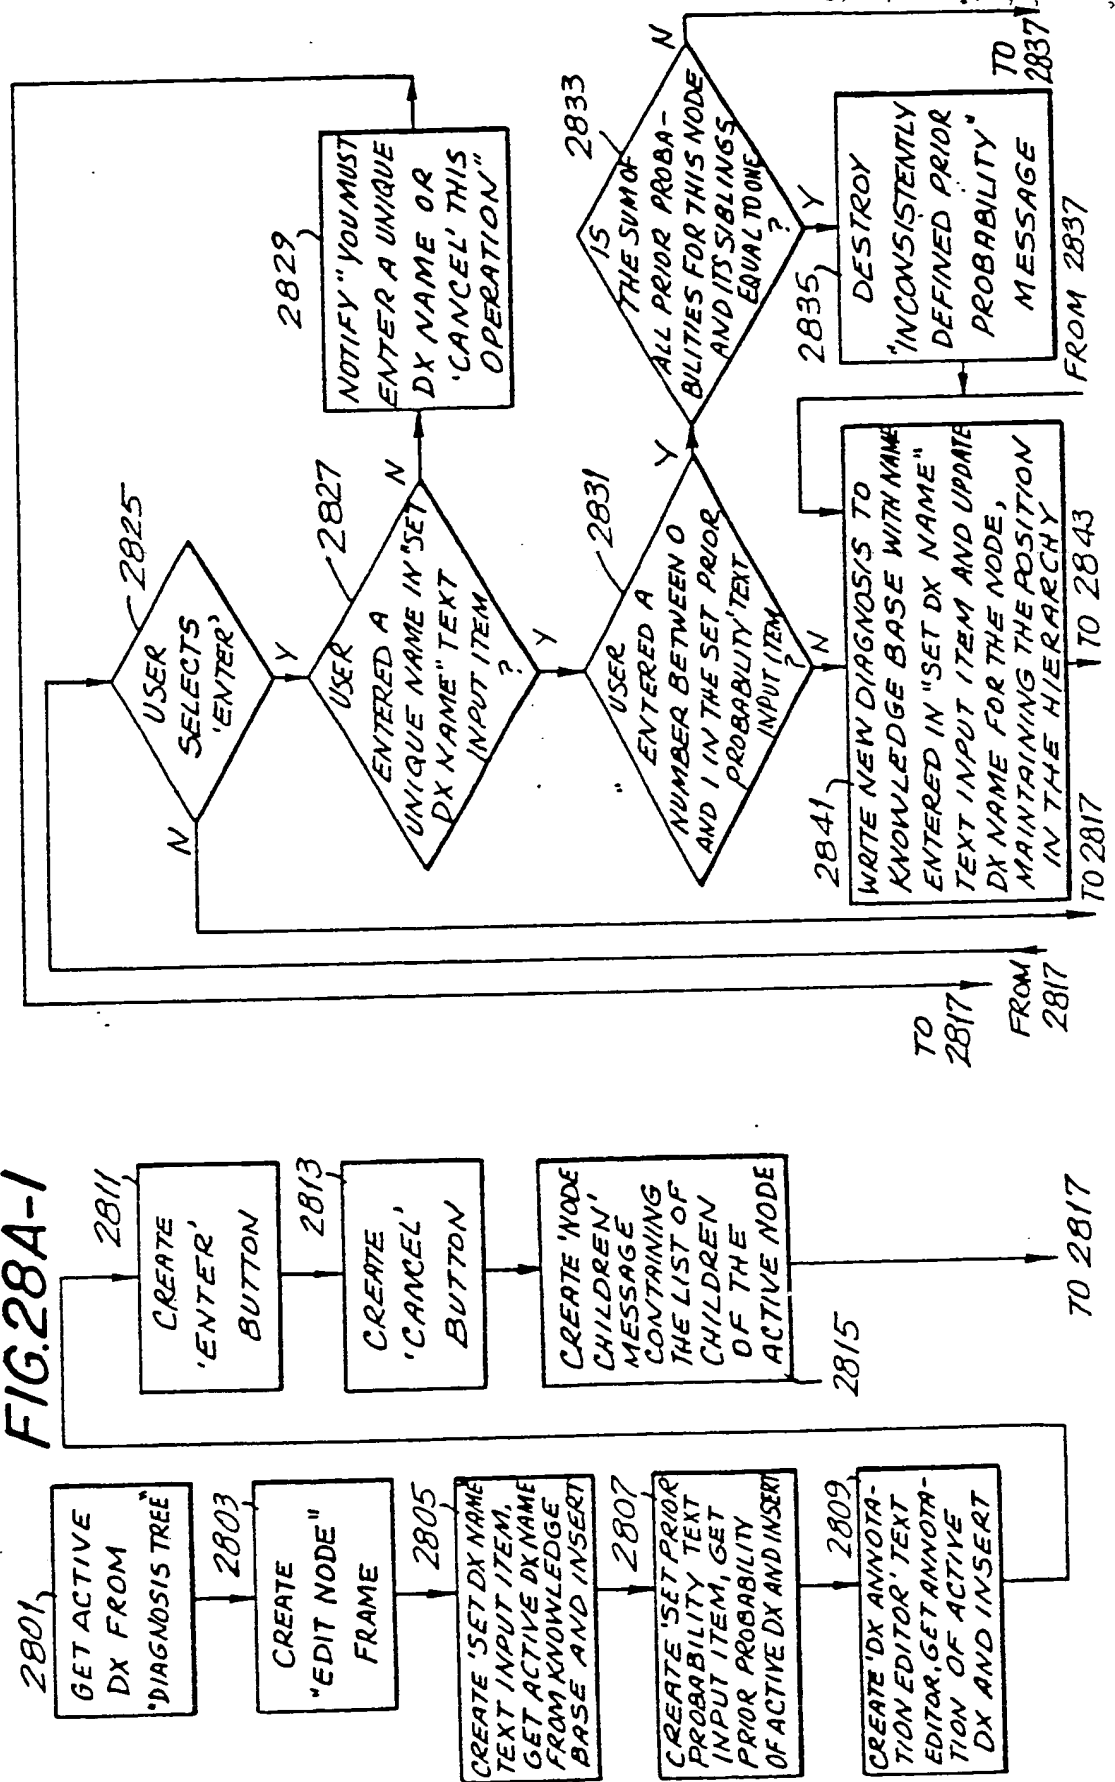 FIG.28A-1
2801
GET ACTIVE
DX FROM
"DIAGNOSIS TREE"
2803
CREATE
"EDIT NODE"
FRAME
2805
CREATE 'SET DX NAME'
TEXT INPUT ITEM,
GET ACTIVE DX NAME
FROM KNOWLEDGE
BASE AND INSERT
2807
CREATE 'SET PRIOR
PROBABILITY' TEXT
INPUT ITEM, GET
PRIOR PROBABILITY
OF ACTIVE DX AND INSERT
2809
CREATE 'DX ANNOTA-
TION EDITOR' TEXT
EDITOR, GET ANNOTA-
TION OF ACTIVE
DX AND INSERT
2811
CREATE
'ENTER'
BUTTON
2813
CREATE
'CANCEL'
BUTTON
CREATE 'NODE
CHILDREN'
MESSAGE
CONTAINING
THE LIST OF
CHILDREN
OF THE
ACTIVE NODE
2815
TO 2817
TO
2817
FROM
2817
2825
USER
SELECTS
'ENTER'
N
Y
2827
USER
ENTERED A
UNIQUE NAME IN "SET
DX NAME" TEXT
INPUT ITEM
?
N
Y
2829
NOTIFY "YOU MUST
ENTER A UNIQUE
DX NAME OR
'CANCEL' THIS
OPERATION"
2831
USER
ENTERED A
NUMBER BETWEEN 0
AND 1 IN THE SET PRIOR
PROBABILITY' TEXT
INPUT ITEM
?
Y
N
2833
IS
THE SUM OF
ALL PRIOR PROBA-
BILITIES FOR THIS NODE
AND ITS SIBLINGS
EQUAL TO ONE
?
N
Y
TO
2837
2835
DESTROY
"INCONSISTENTLY
DEFINED PRIOR
PROBABILITY"
MESSAGE
FROM 2837
2841
WRITE NEW DIAGNOSIS TO
KNOWLEDGE BASE WITH NAME
ENTERED IN "SET DX NAME"
TEXT INPUT ITEM AND UPDATE
DX NAME FOR THE NODE,
MAINTAINING THE POSITION
IN THE HIERARCHY
TO 2817
TO 2843